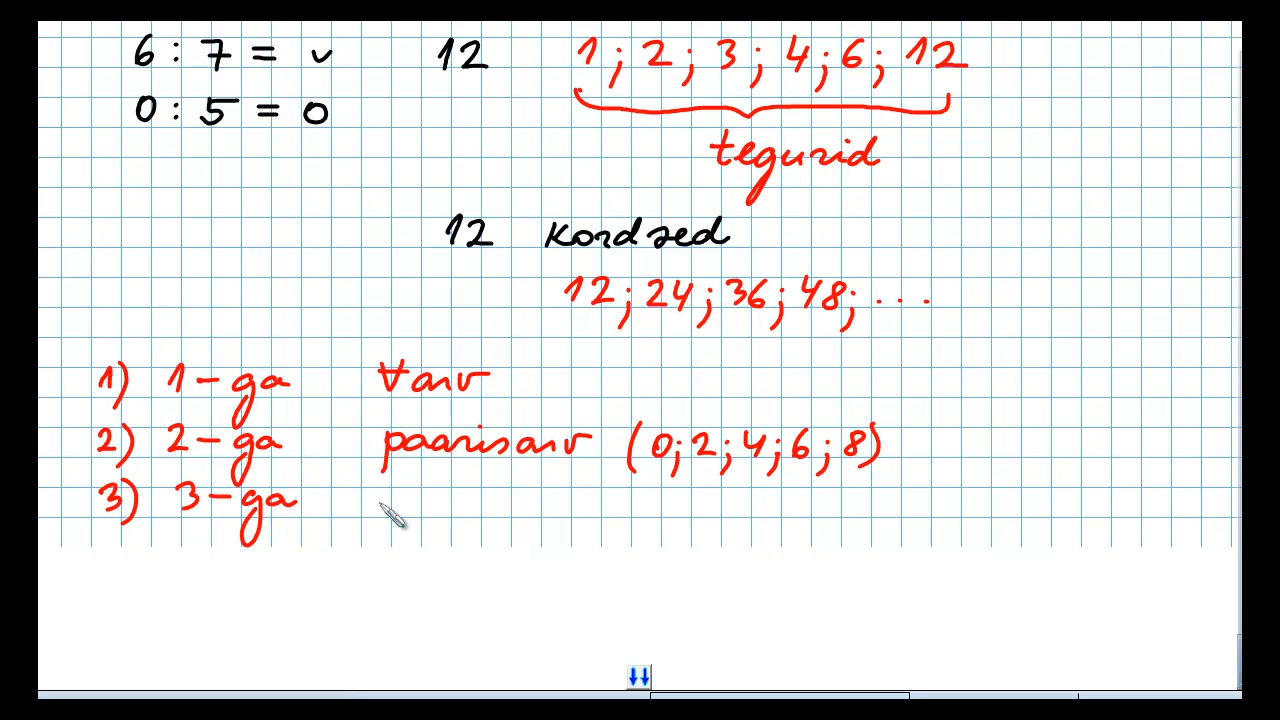 6 : 7 = v 12 1; 2; 3; 4; 6; 12
0 : 5 = 0
tegurid
12 kordsed
12; 24; 36; 48; ...
1) 1-ga ∀ arv
2) 2-ga paarisarv (0; 2; 4; 6; 8)
3) 3-ga